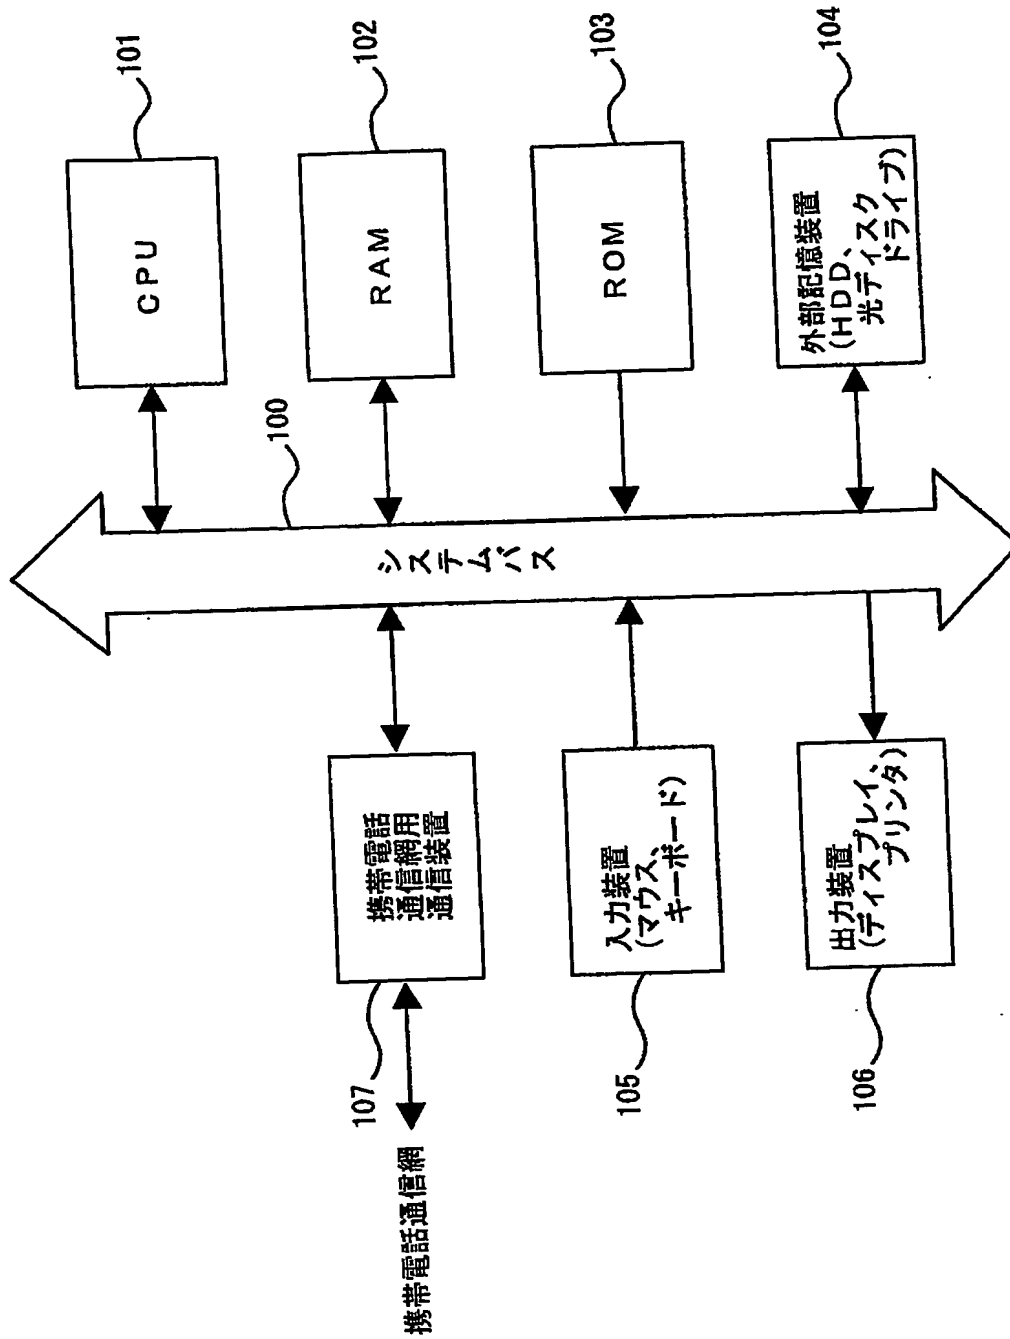 101
CPU
102
RAM
103
ROM
104
外部記憶装置
(HDD、
光ディスク
ドライブ)
100
システムバス
携帯電話
通信網用
通信装置
107
携帯電話通信網
入力装置
(マウス、
キーボード)
105
出力装置
(ディスプレイ、
プリンタ)
106